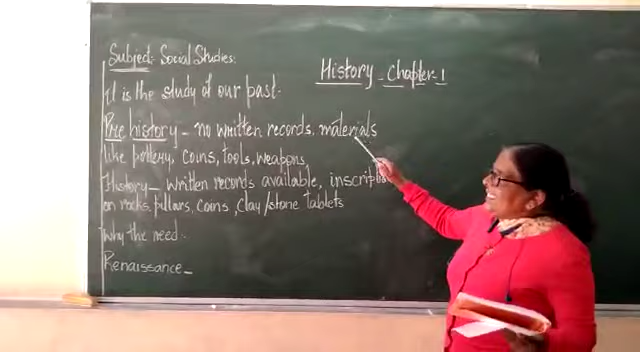 Subject:- Social Studies:
History - Chapter-1
It is the study of our past.
Pre history - no written records, materials
like pottery, coins, tools, weapons,
History - Written records available,
on rocks, pillars, coins, clay/stone tablets
Why the need.
Renaissance -